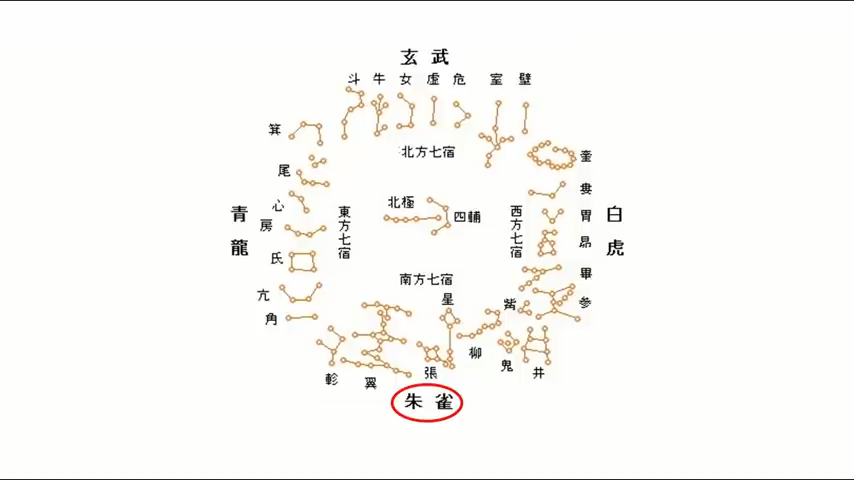 玄武
斗 牛 女 虚 危 室 壁
箕
北方七宿
奎
尾
婁
北極
心
青龍
東方七宿
四輔
西方七宿
胃
白虎
房
昴
氐
畢
南方七宿
亢
星
觜
参
角
柳
鬼
井
張
軫
翼
朱雀